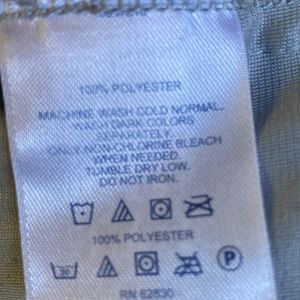 100% POLYESTER
MACHINE WASH COLD NORMAL.
WASH DARK COLORS
SEPARATELY.
ONLY NON-CHLORINE BLEACH
WHEN NEEDED.
TUMBLE DRY LOW.
DO NOT IRON.
100% POLYESTER
P
RN 62830